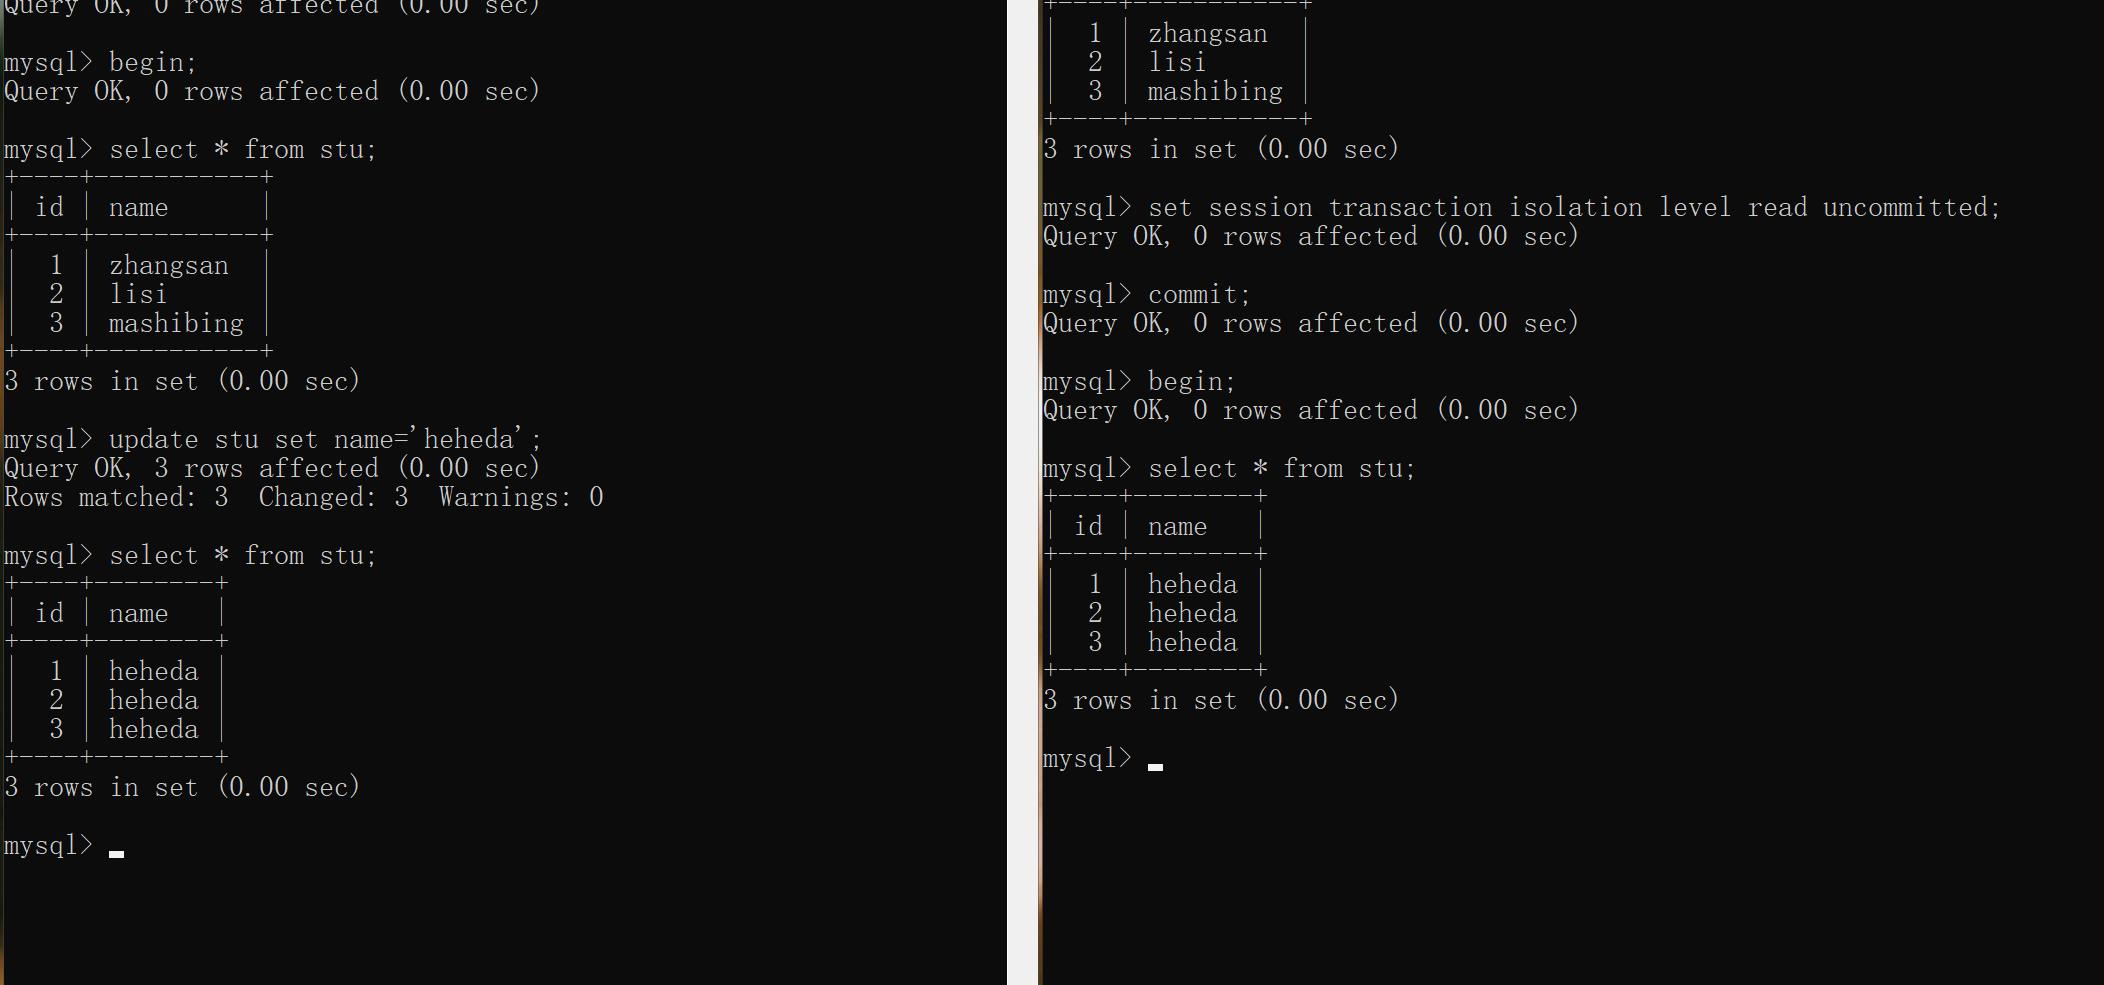 Query OK, 0 rows affected (0.00 sec)
mysql> begin;
Query OK, 0 rows affected (0.00 sec)
mysql> select * from stu;
+----+-----------+
| id | name      |
+----+-----------+
|  1 | zhangsan  |
|  2 | lisi      |
|  3 | mashibing |
+----+-----------+
3 rows in set (0.00 sec)
mysql> update stu set name='heheda';
Query OK, 3 rows affected (0.00 sec)
Rows matched: 3  Changed: 3  Warnings: 0
mysql> select * from stu;
+----+--------+
| id | name   |
+----+--------+
|  1 | heheda |
|  2 | heheda |
|  3 | heheda |
+----+--------+
3 rows in set (0.00 sec)
mysql> _
+----+-----------+
|  1 | zhangsan  |
|  2 | lisi      |
|  3 | mashibing |
+----+-----------+
3 rows in set (0.00 sec)
mysql> set session transaction isolation level read uncommitted;
Query OK, 0 rows affected (0.00 sec)
mysql> commit;
Query OK, 0 rows affected (0.00 sec)
mysql> begin;
Query OK, 0 rows affected (0.00 sec)
mysql> select * from stu;
+----+--------+
| id | name   |
+----+--------+
|  1 | heheda |
|  2 | heheda |
|  3 | heheda |
+----+--------+
3 rows in set (0.00 sec)
mysql> _